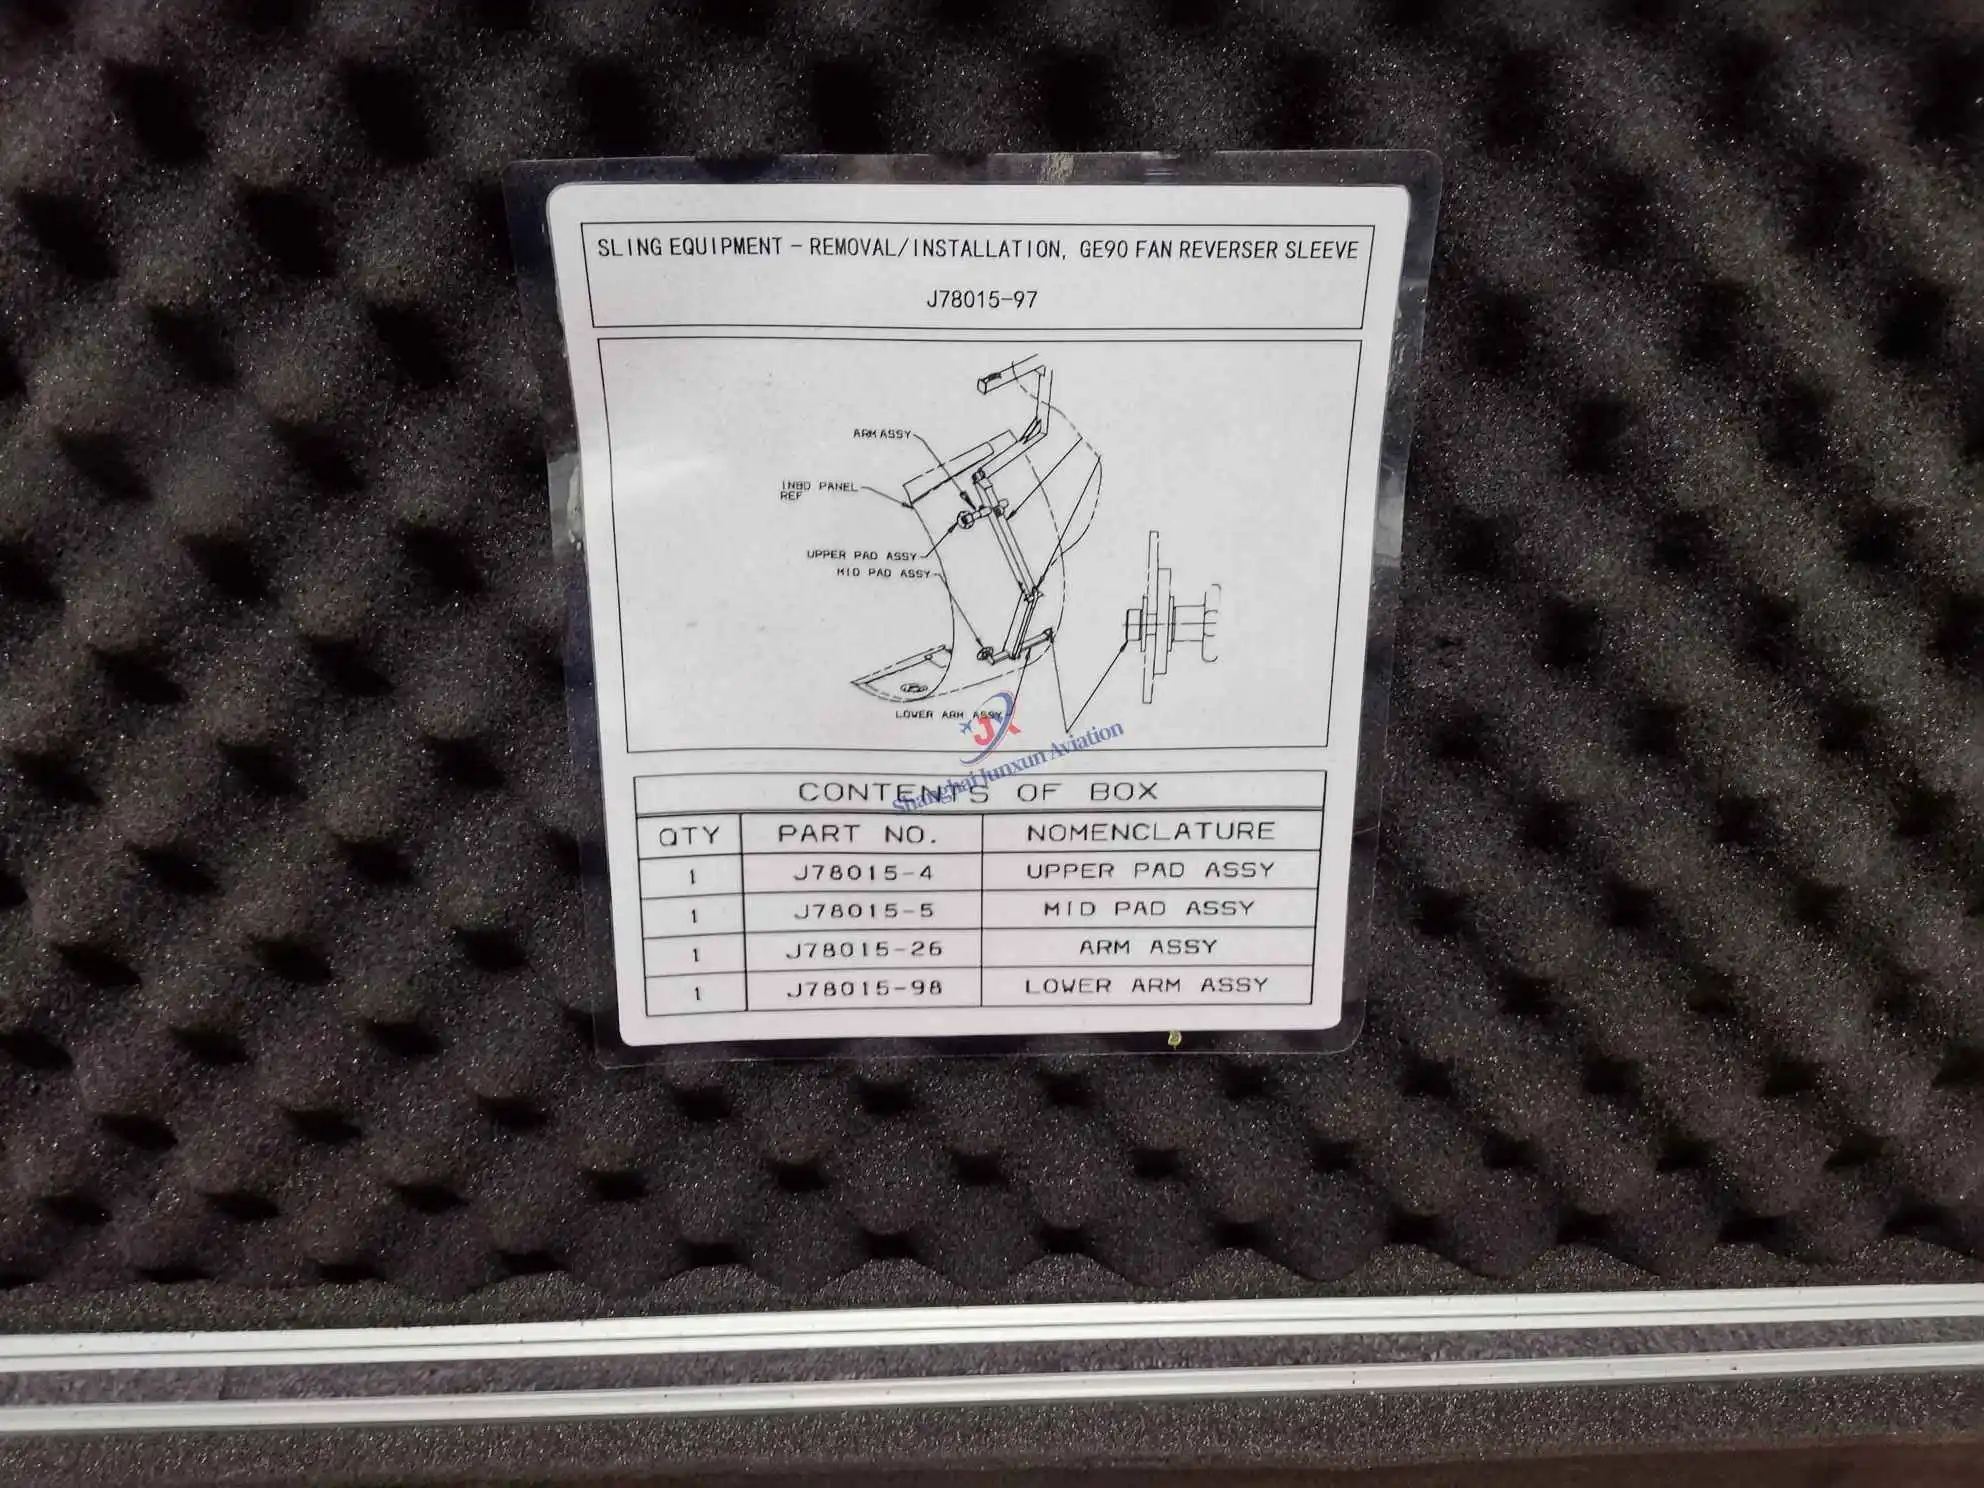 SLING EQUIPMENT - REMOVAL/INSTALLATION, GE90 FAN REVERSER SLEEVE
J78015-97
ARM ASSY
INBD PANEL
REF
UPPER PAD ASSY
MID PAD ASSY
LOWER ARM ASSY
JX
Shanghai Junxun Aviation
CONTENTS OF BOX
QTY PART NO. NOMENCLATURE
1 J78015-4 UPPER PAD ASSY
1 J78015-5 MID PAD ASSY
1 J78015-26 ARM ASSY
1 J78015-98 LOWER ARM ASSY